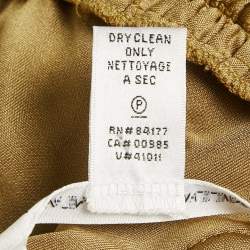 DRY CLEAN
ONLY
NETTOYAGE
A SEC
P
RN# 84177
CA# 00985
V# 41011